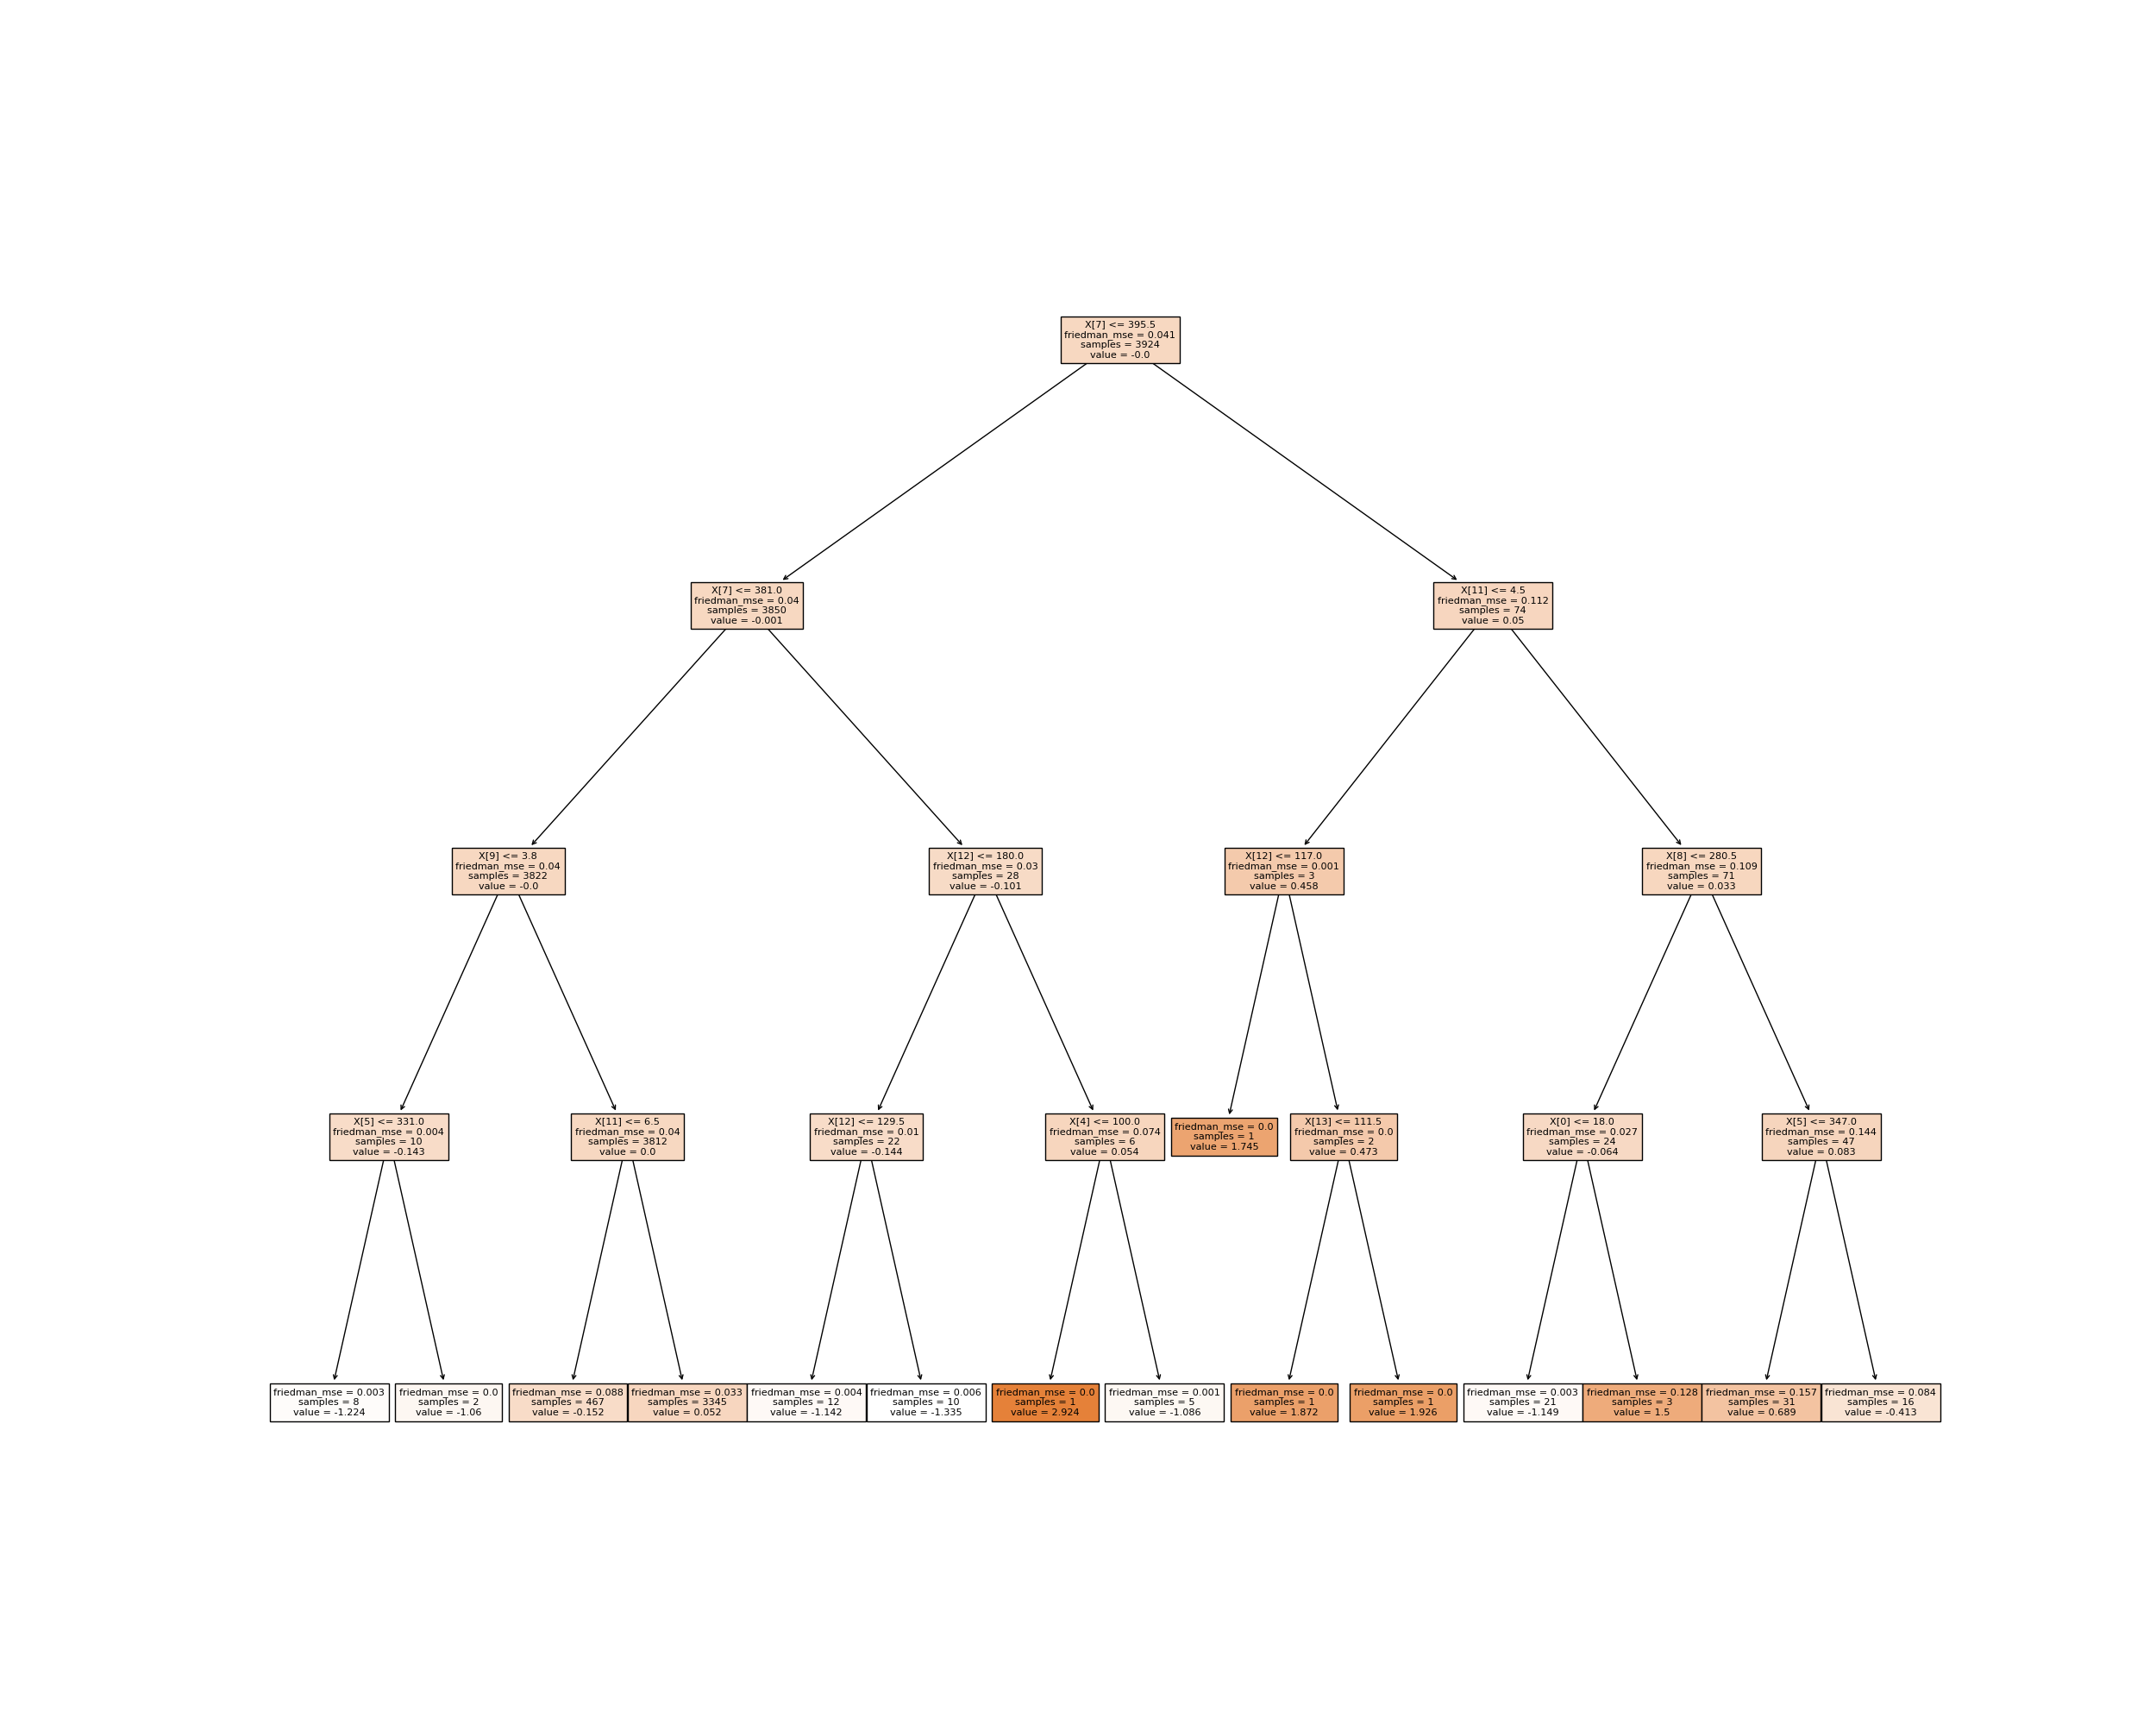 X[7] <= 395.5
friedman_mse = 0.041
samples = 3924
value = -0.0
X[7] <= 381.0
friedman_mse = 0.04
samples = 3850
value = -0.001
X[11] <= 4.5
friedman_mse = 0.112
samples = 74
value = 0.05
X[9] <= 3.8
friedman_mse = 0.04
samples = 3822
value = -0.0
X[12] <= 180.0
friedman_mse = 0.03
samples = 28
value = -0.101
X[12] <= 117.0
friedman_mse = 0.001
samples = 3
value = 0.458
X[8] <= 280.5
friedman_mse = 0.109
samples = 71
value = 0.033
X[5] <= 331.0
friedman_mse = 0.004
samples = 10
value = -0.143
X[11] <= 6.5
friedman_mse = 0.04
samples = 3812
value = 0.0
X[12] <= 129.5
friedman_mse = 0.01
samples = 22
value = -0.144
X[4] <= 100.0
friedman_mse = 0.074
samples = 6
value = 0.054
friedman_mse = 0.0
samples = 1
value = 1.745
X[13] <= 111.5
friedman_mse = 0.0
samples = 2
value = 0.473
X[0] <= 18.0
friedman_mse = 0.027
samples = 24
value = -0.064
X[5] <= 347.0
friedman_mse = 0.144
samples = 47
value = 0.083
friedman_mse = 0.003
samples = 8
value = -1.224
friedman_mse = 0.0
samples = 2
value = -1.06
friedman_mse = 0.088
samples = 467
value = -0.152
friedman_mse = 0.033
samples = 3345
value = 0.052
friedman_mse = 0.004
samples = 12
value = -1.142
friedman_mse = 0.006
samples = 10
value = -1.335
friedman_mse = 0.0
samples = 1
value = 2.924
friedman_mse = 0.001
samples = 5
value = -1.086
friedman_mse = 0.0
samples = 1
value = 1.872
friedman_mse = 0.0
samples = 1
value = 1.926
friedman_mse = 0.003
samples = 21
value = -1.149
friedman_mse = 0.128
samples = 3
value = 1.5
friedman_mse = 0.157
samples = 31
value = 0.689
friedman_mse = 0.084
samples = 16
value = -0.413